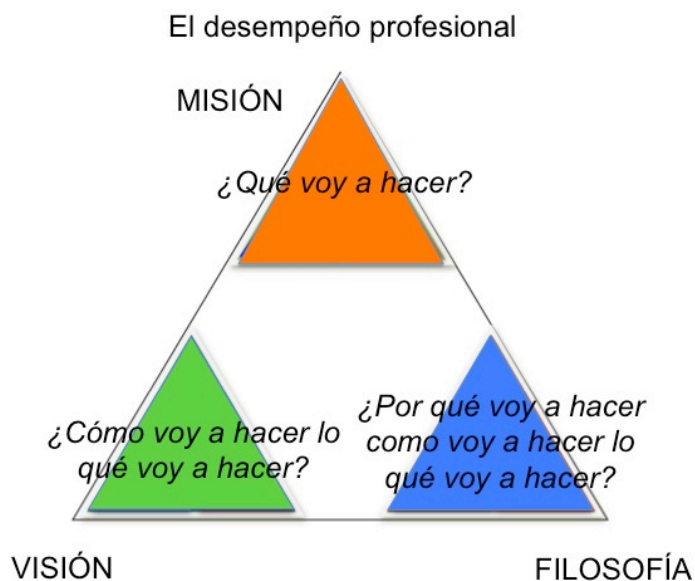 El desempeño profesional
MISIÓN
¿Qué voy a hacer?
¿Cómo voy a hacer lo
qué voy a hacer?
¿Por qué voy a hacer
como voy a hacer lo
qué voy a hacer?
VISIÓN
FILOSOFÍA